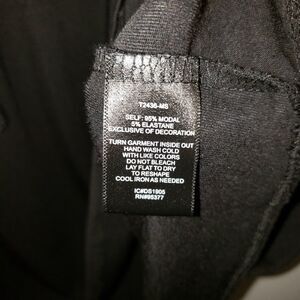 T2436-MS
SELF: 95% MODAL
5% ELASTANE
EXCLUSIVE OF DECORATION
TURN GARMENT INSIDE OUT
HAND WASH COLD
WITH LIKE COLORS
DO NOT BLEACH
LAY FLAT TO DRY
TO RESHAPE
COOL IRON AS NEEDED
IC#DS1905
RN#95377